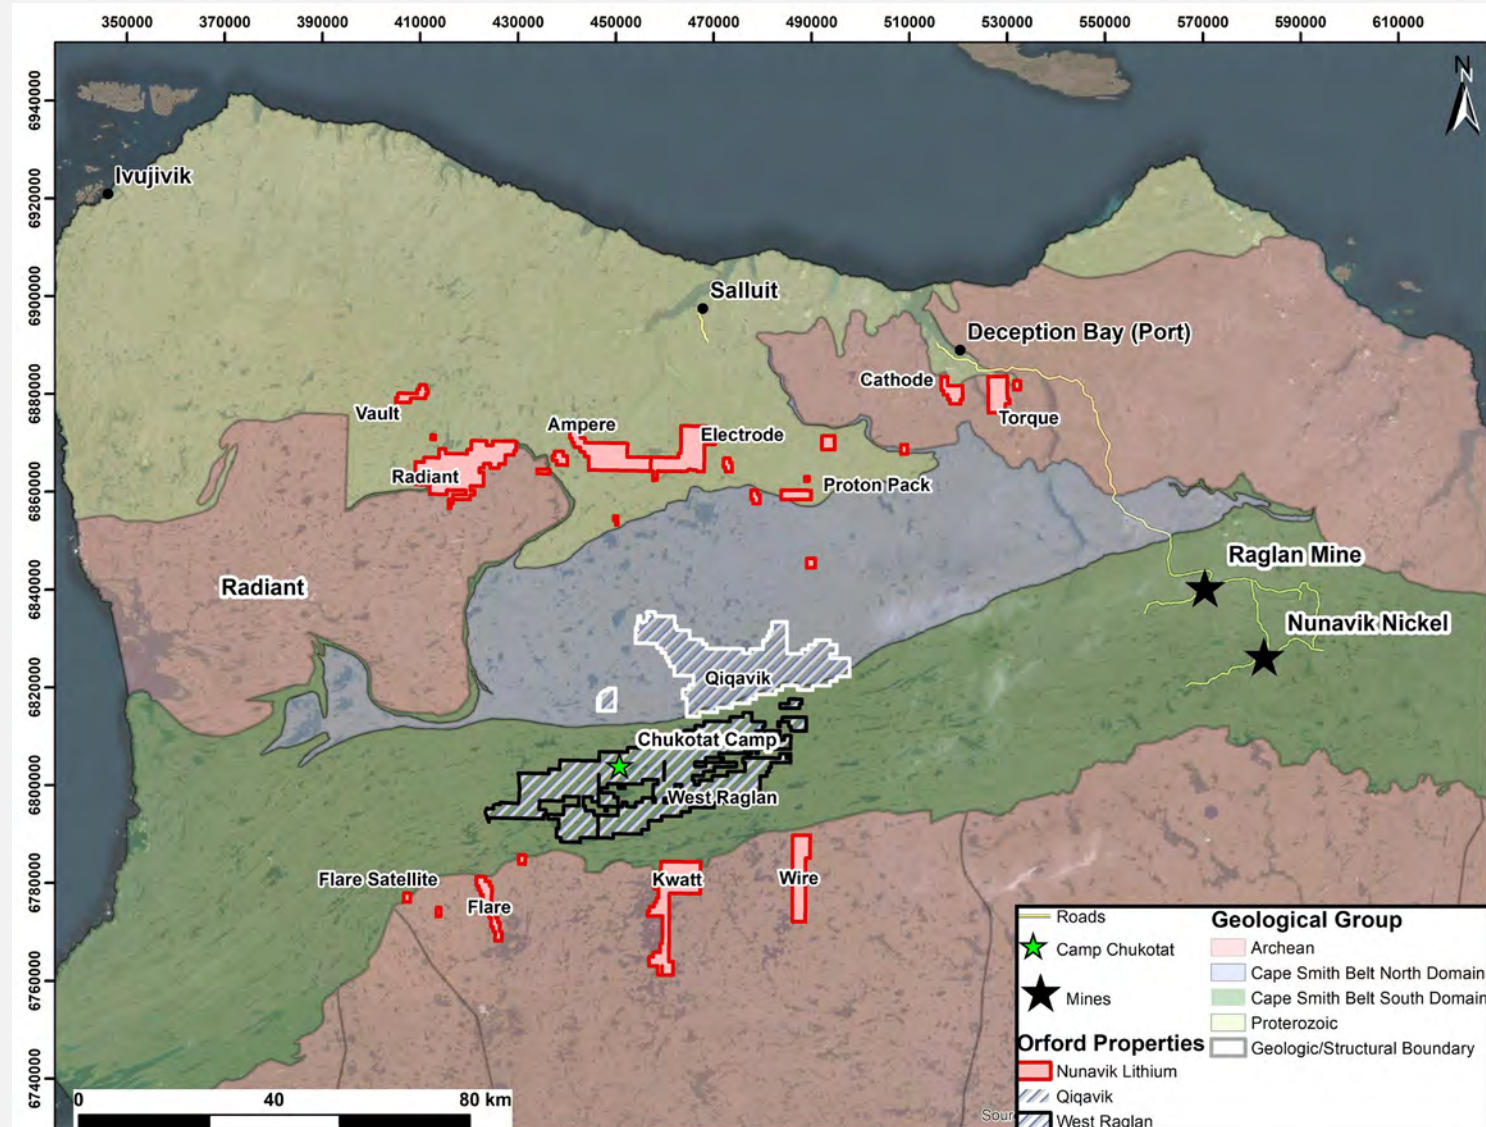 350000 370000 390000 410000 430000 450000 470000 490000 510000 530000 550000 570000 590000 610000
6940000
6920000
6900000
6880000
6860000
6840000
6820000
6800000
6780000
6760000
6740000
N
N
Ivujivik
Salluit
Deception Bay (Port)
Cathode
Torque
Vault
Ampere
Electrode
Radiant
Proton Pack
Raglan Mine
Radiant
Nunavik Nickel
Qiqavik
Chukotat Camp
West Raglan
Flare Satellite
Kwatt
Wire
Flare
Roads
Camp Chukotat
Mines
Orford Properties
Nunavik Lithium
Qiqavik
West Raglan
Geological Group
Archean
Cape Smith Belt North Domain
Cape Smith Belt South Domain
Proterozoic
Geologic/Structural Boundary
0 40 80 km